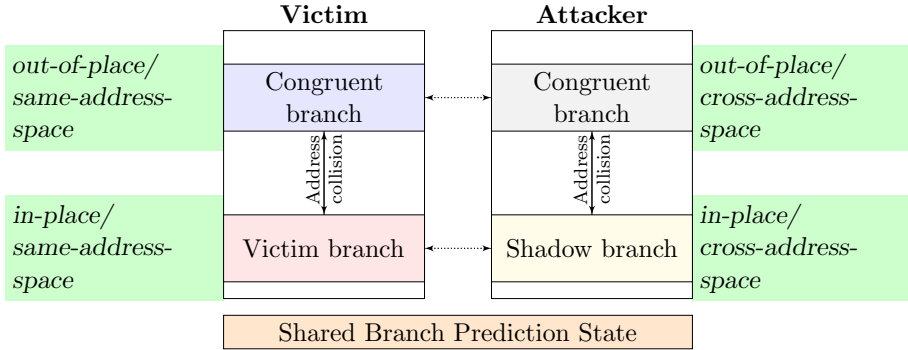 Victim
Attacker
out-of-place/
same-address-
space
Congruent
branch
Congruent
branch
out-of-place/
cross-address-
space
Address
collision
Address
collision
in-place/
same-address-
space
Victim branch
Shadow branch
in-place/
cross-address-
space
Shared Branch Prediction State